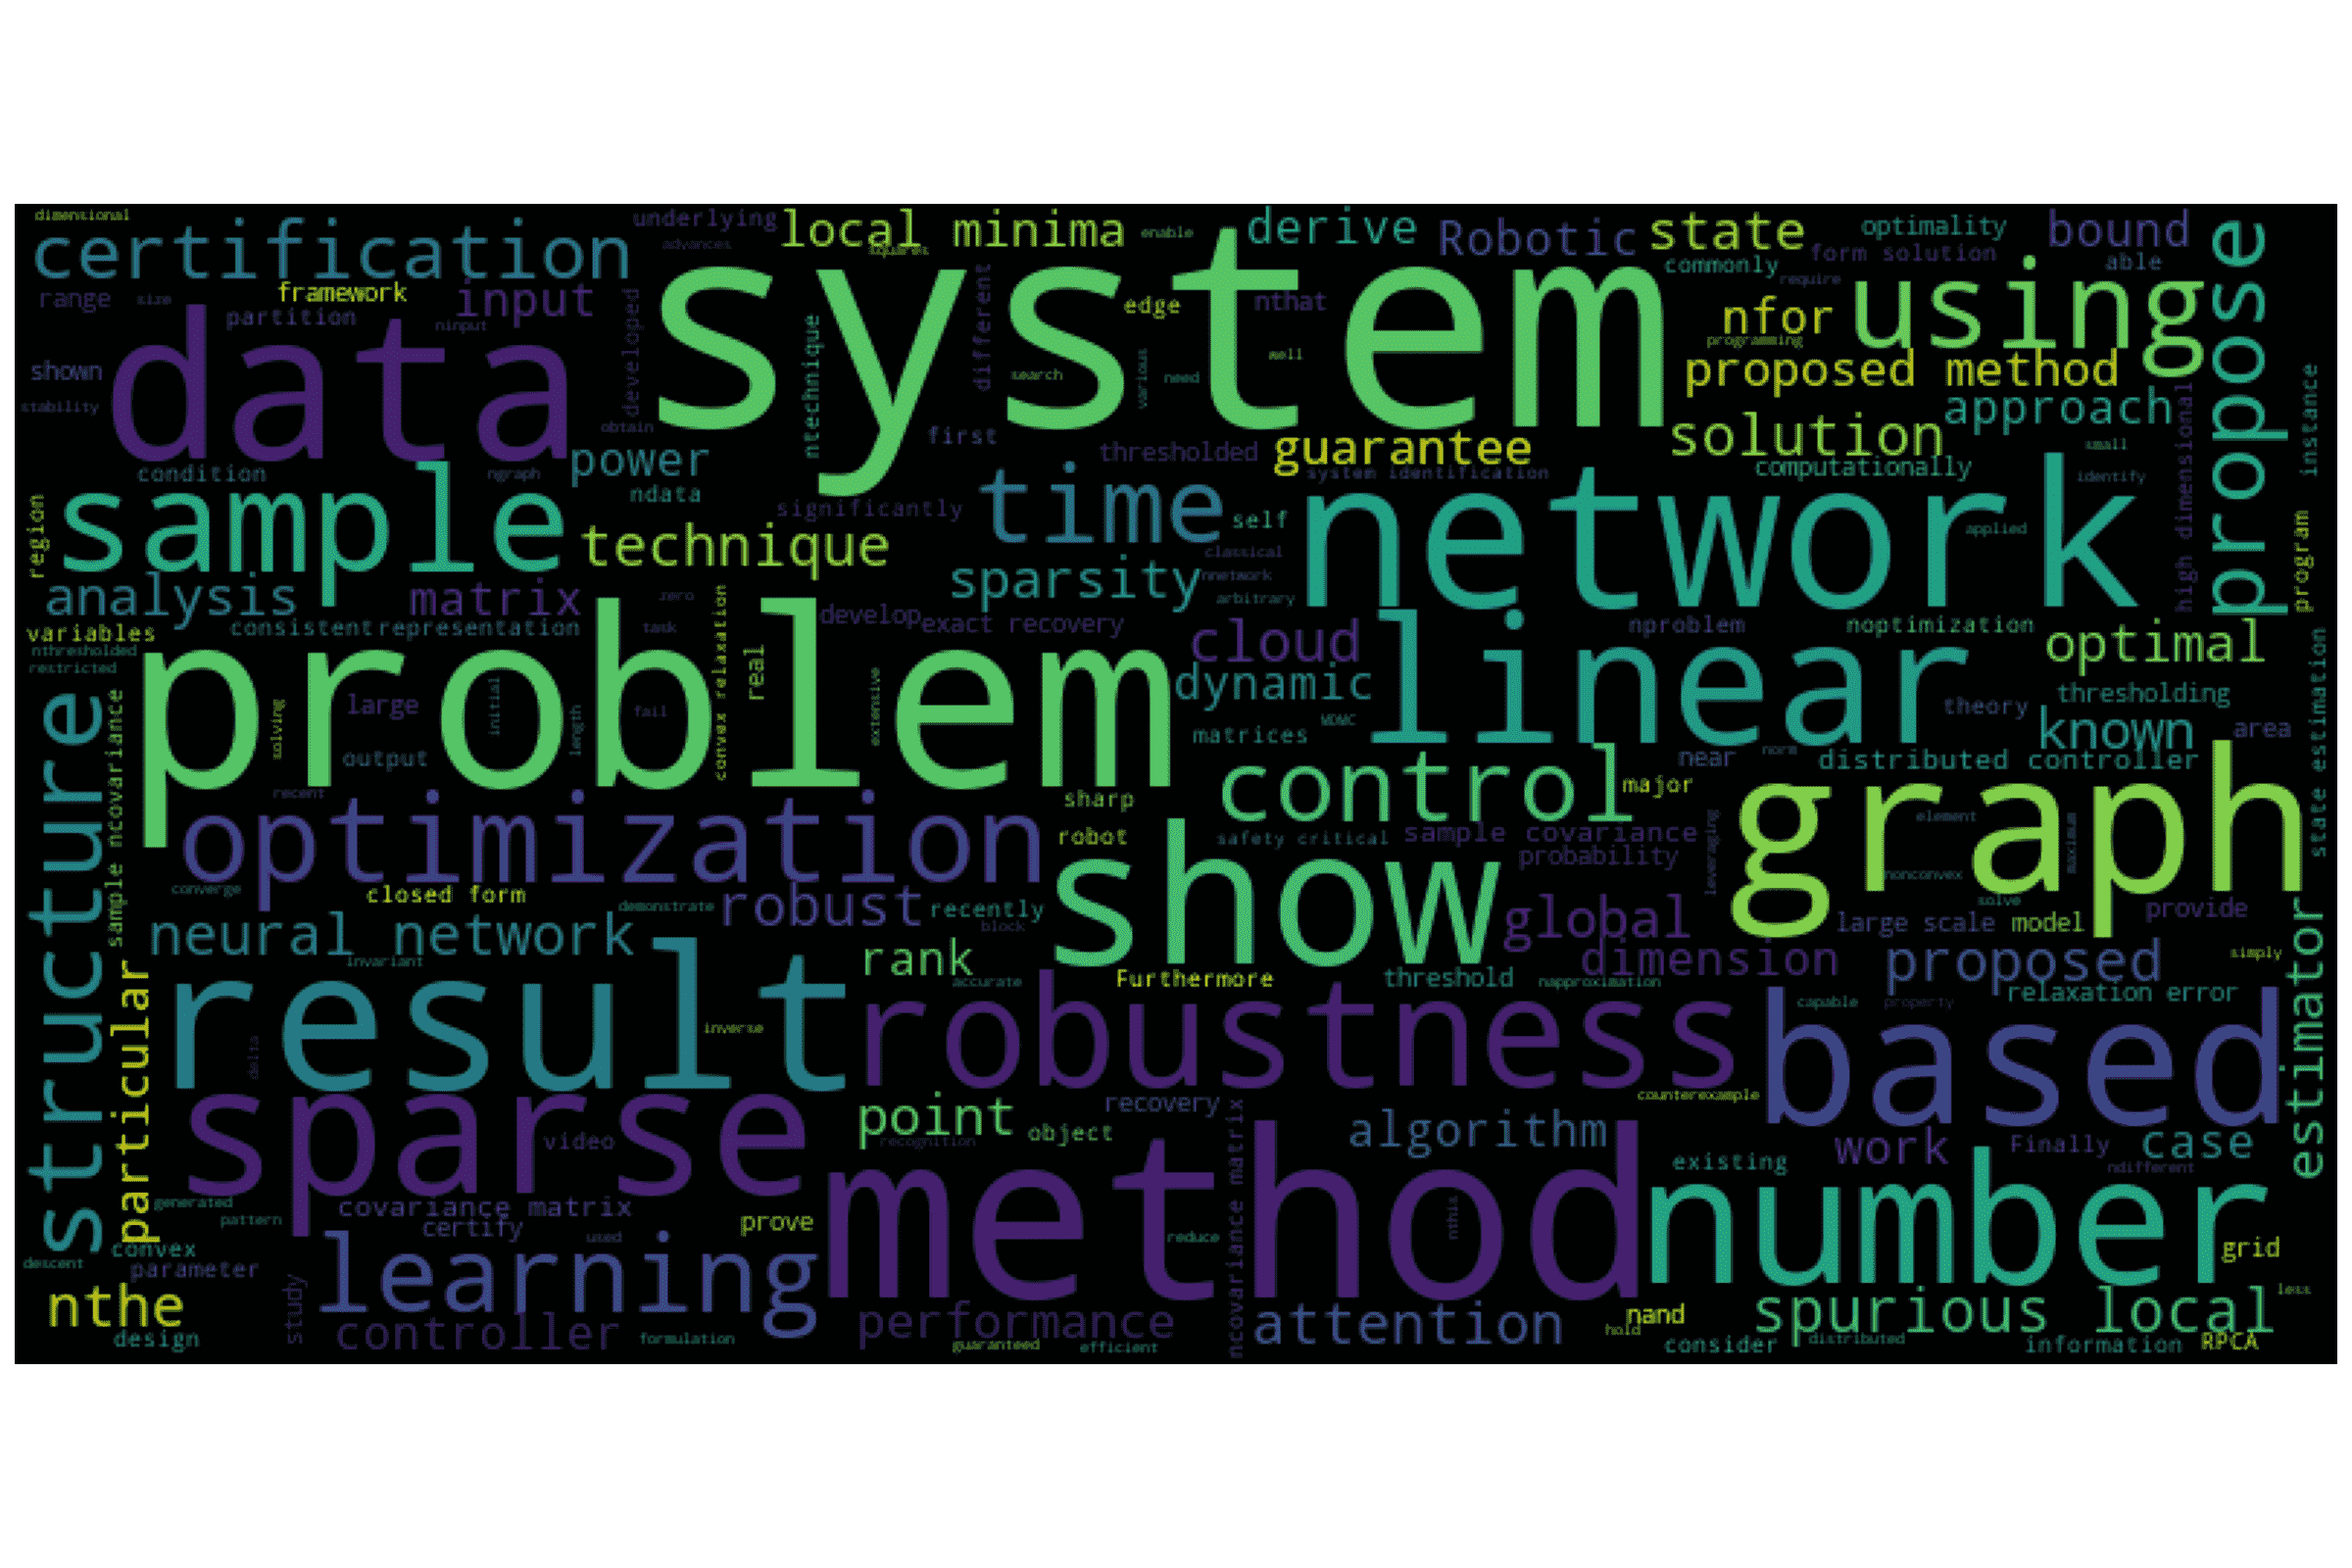 dimensional
certification
underlying
advances
local minima
squares
enable
derive
Robotic
state
optimality
bound
form solution
commonly
able
require
propose
range
size
framework
input
partition
ninput
data
developed
system
ntechnique
different
edge
nthat
nfor
using
programming
shown
stability
obtain
search
various
need
well
proposed method
approach
high dimensional
instance
solution
small
condition
ngraph
power
ndata
first
thresholded
guarantee
system identification
computationally
identify
region
sample
significantly
time
self
network
applied
program
technique
classical
analysis
matrix
zero
sparsity
nnetwork
arbitrary
variables
consistent
representation
task
develop
exact recovery
cloud
linear
nproblem
noptimization
optimal
state estimation
nthresholded
restricted
problem
convex relaxation
real
dynamic
thresholding
structure
sample ncovariance
large
initial
fail
length
extensive
MDMC
matrices
theory
known
area
solving
output
near
norm
distributed controller
recent
optimization
sharp
control
major
graph
robot
safety critical
sample covariance
probability
leveraging
element
maximum
nonconvex
converge
closed form
demonstrate
robust
recently
show
block
global
large scale
solve
model
provide
neural network
invariant
rank
accurate
dimension
proposed
simply
estimator
particular
result
Furthermore
threshold
napproximation
relaxation error
capable
property
delta
inverse
robustness
based
counterexample
sparse
video
point
recognition
object
recovery
ncovariance matrix
algorithm
existing
work
Finally
case
ndifferent
generated
pattern
covariance matrix
certify
prove
used
method
reduce
nthis
number
descent
convex
parameter
study
learning
grid
nthe
design
controller
formulation
performance
guaranteed
efficient
attention
hold
nand
consider
spurious local
distributed
information
RPCA
less